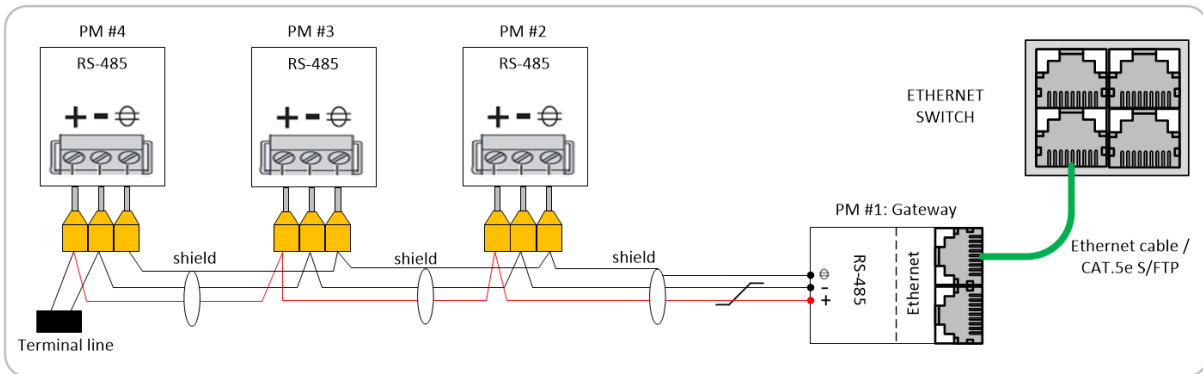 PM #4
PM #3
PM #2
RS-485
RS-485
RS-485
+ -
+ -
+ -
ETHERNET
SWITCH
PM #1: Gateway
RS-485
Ethernet
-
+
Ethernet cable /
CAT.5e S/FTP
shield
shield
shield
Terminal line